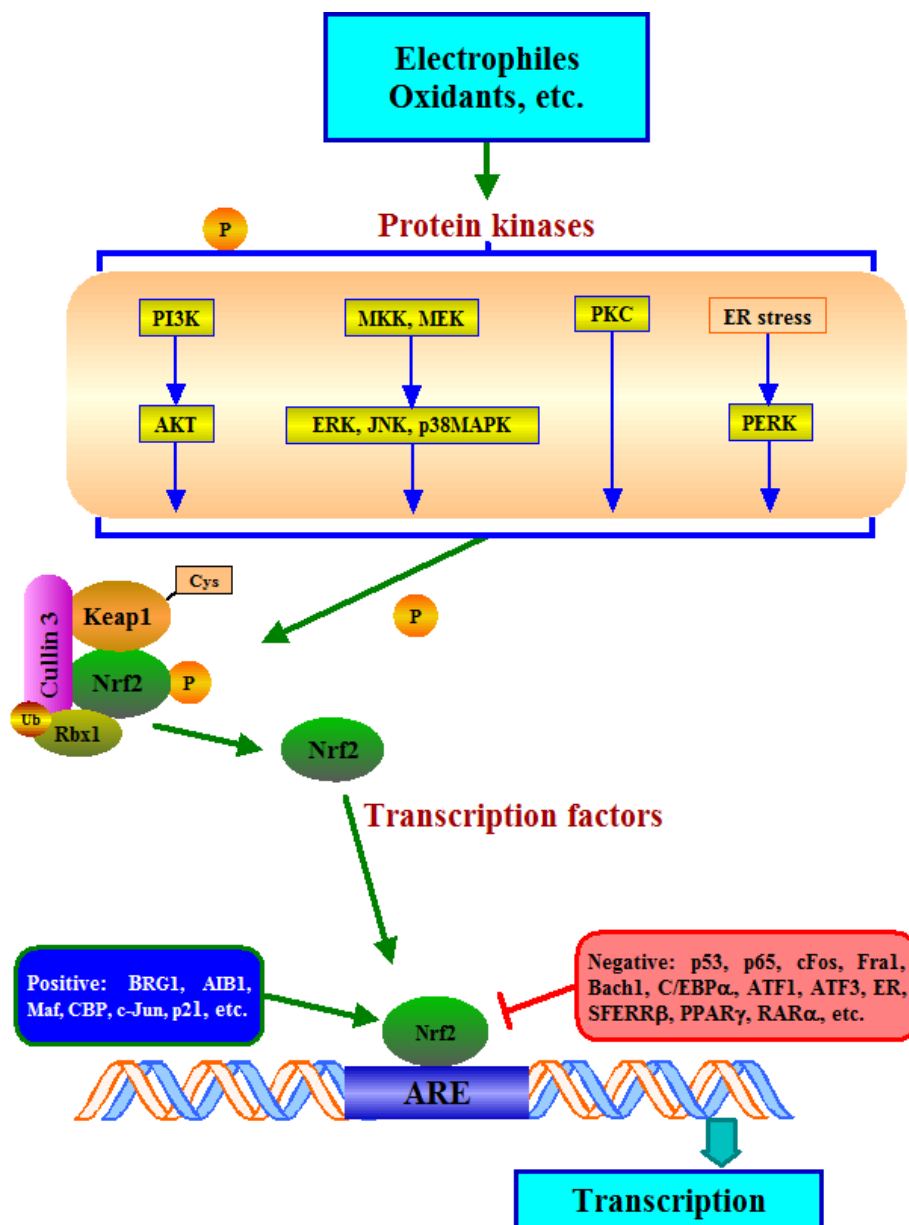 Electrophiles
Oxidants, etc.
P
Protein kinases
PI3K
MKK, MEK
PKC
ER stress
AKT
ERK, JNK, p38MAPK
PERK
Cys
Keap1
Cullin 3
Nrf2
P
P
Ub
Rbx1
Nrf2
Transcription factors
Positive: BRG1, AIB1,
Maf, CBP, c-Jun, p21, etc.
Negative: p53, p65, cFos, Fra1,
Bach1, C/EBPα, ATF1, ATF3, ER,
SFERRβ, PPARγ, RARα, etc.
Nrf2
ARE
Transcription